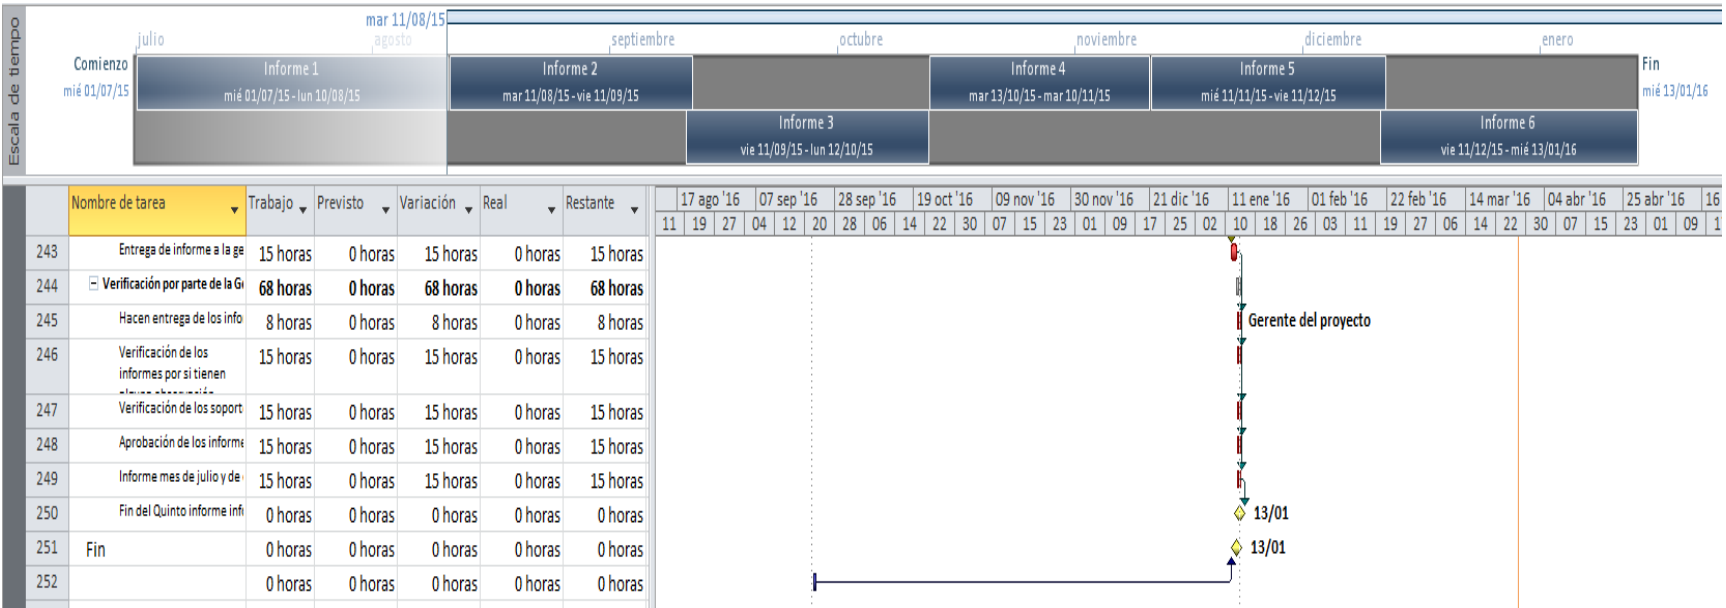 Escala de tiempo
mar 11/08/15
julio agosto septiembre octubre noviembre diciembre enero
Comienzo
mié 01/07/15
Informe 1
mié 01/07/15 - lun 10/08/15
Informe 2
mar 11/08/15 - vie 11/09/15
Informe 4
mar 13/10/15 - mar 10/11/15
Informe 5
mié 11/11/15 - vie 11/12/15
Fin
mié 13/01/16
Informe 3
vie 11/09/15 - lun 12/10/15
Informe 6
vie 11/12/15 - mié 13/01/16
Nombre de tarea Trabajo Previsto Variación Real Restante
17 ago '16 07 sep '16 28 sep '16 19 oct '16 09 nov '16 30 nov '16 21 dic '16 11 ene '16 01 feb '16 22 feb '16 14 mar '16 04 abr '16 25 abr '16 16
11 19 27 04 12 20 28 06 14 22 30 07 15 23 01 09 17 25 02 10 18 26 03 11 19 27 06 14 22 30 07 15 23 01 09 1
243 Entrega de informe a la ge 15 horas 0 horas 15 horas 0 horas 15 horas
244 Verificación por parte de la G 68 horas 0 horas 68 horas 0 horas 68 horas
245 Hacen entrega de los info 8 horas 0 horas 8 horas 0 horas 8 horas
Gerente del proyecto
246 Verificación de los
informes por si tienen
15 horas 0 horas 15 horas 0 horas 15 horas
247 Verificación de los soport 15 horas 0 horas 15 horas 0 horas 15 horas
248 Aprobación de los informe 15 horas 0 horas 15 horas 0 horas 15 horas
249 Informe mes de julio y de 15 horas 0 horas 15 horas 0 horas 15 horas
250 Fin del Quinto informe inf 0 horas 0 horas 0 horas 0 horas 0 horas
13/01
251 Fin 0 horas 0 horas 0 horas 0 horas 0 horas
13/01
252 0 horas 0 horas 0 horas 0 horas 0 horas